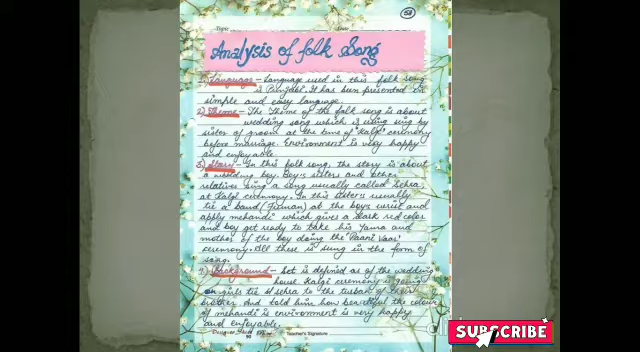 58
Topic Date
Analysis of folk Song
1) Language - Language used in this folk song
is Punjabi. It has been presented in
simple and easy language.
2) Theme - The Theme of the folk song is about
wedding song which is using sung by
sister of groom at the time of "Kalgi" ceremony
before marriage. Environment is very happy
and enjoyable.
3) Story - In this folk song, the story is about
a wedding boy. Boy's sisters and other
relatives sing a song usually called Sehra,
at Kalgi ceremony. In this sisters usually
tie a band at the boys wrist and
apply mehandi which gives a dark red color
and boy get ready to take his
mother of the boy doing the "Paani Vaar"
ceremony. All these is sung in the form of
song.
4) Background - Set is defined as of the wedding
house. Kalgi ceremony is going
on girls tie sehra to the turban of their
brother. And told him how beautiful the colour
of mehandi is environment is very happy
and enjoyable.
Teacher's Signature
SUBSCRIBE